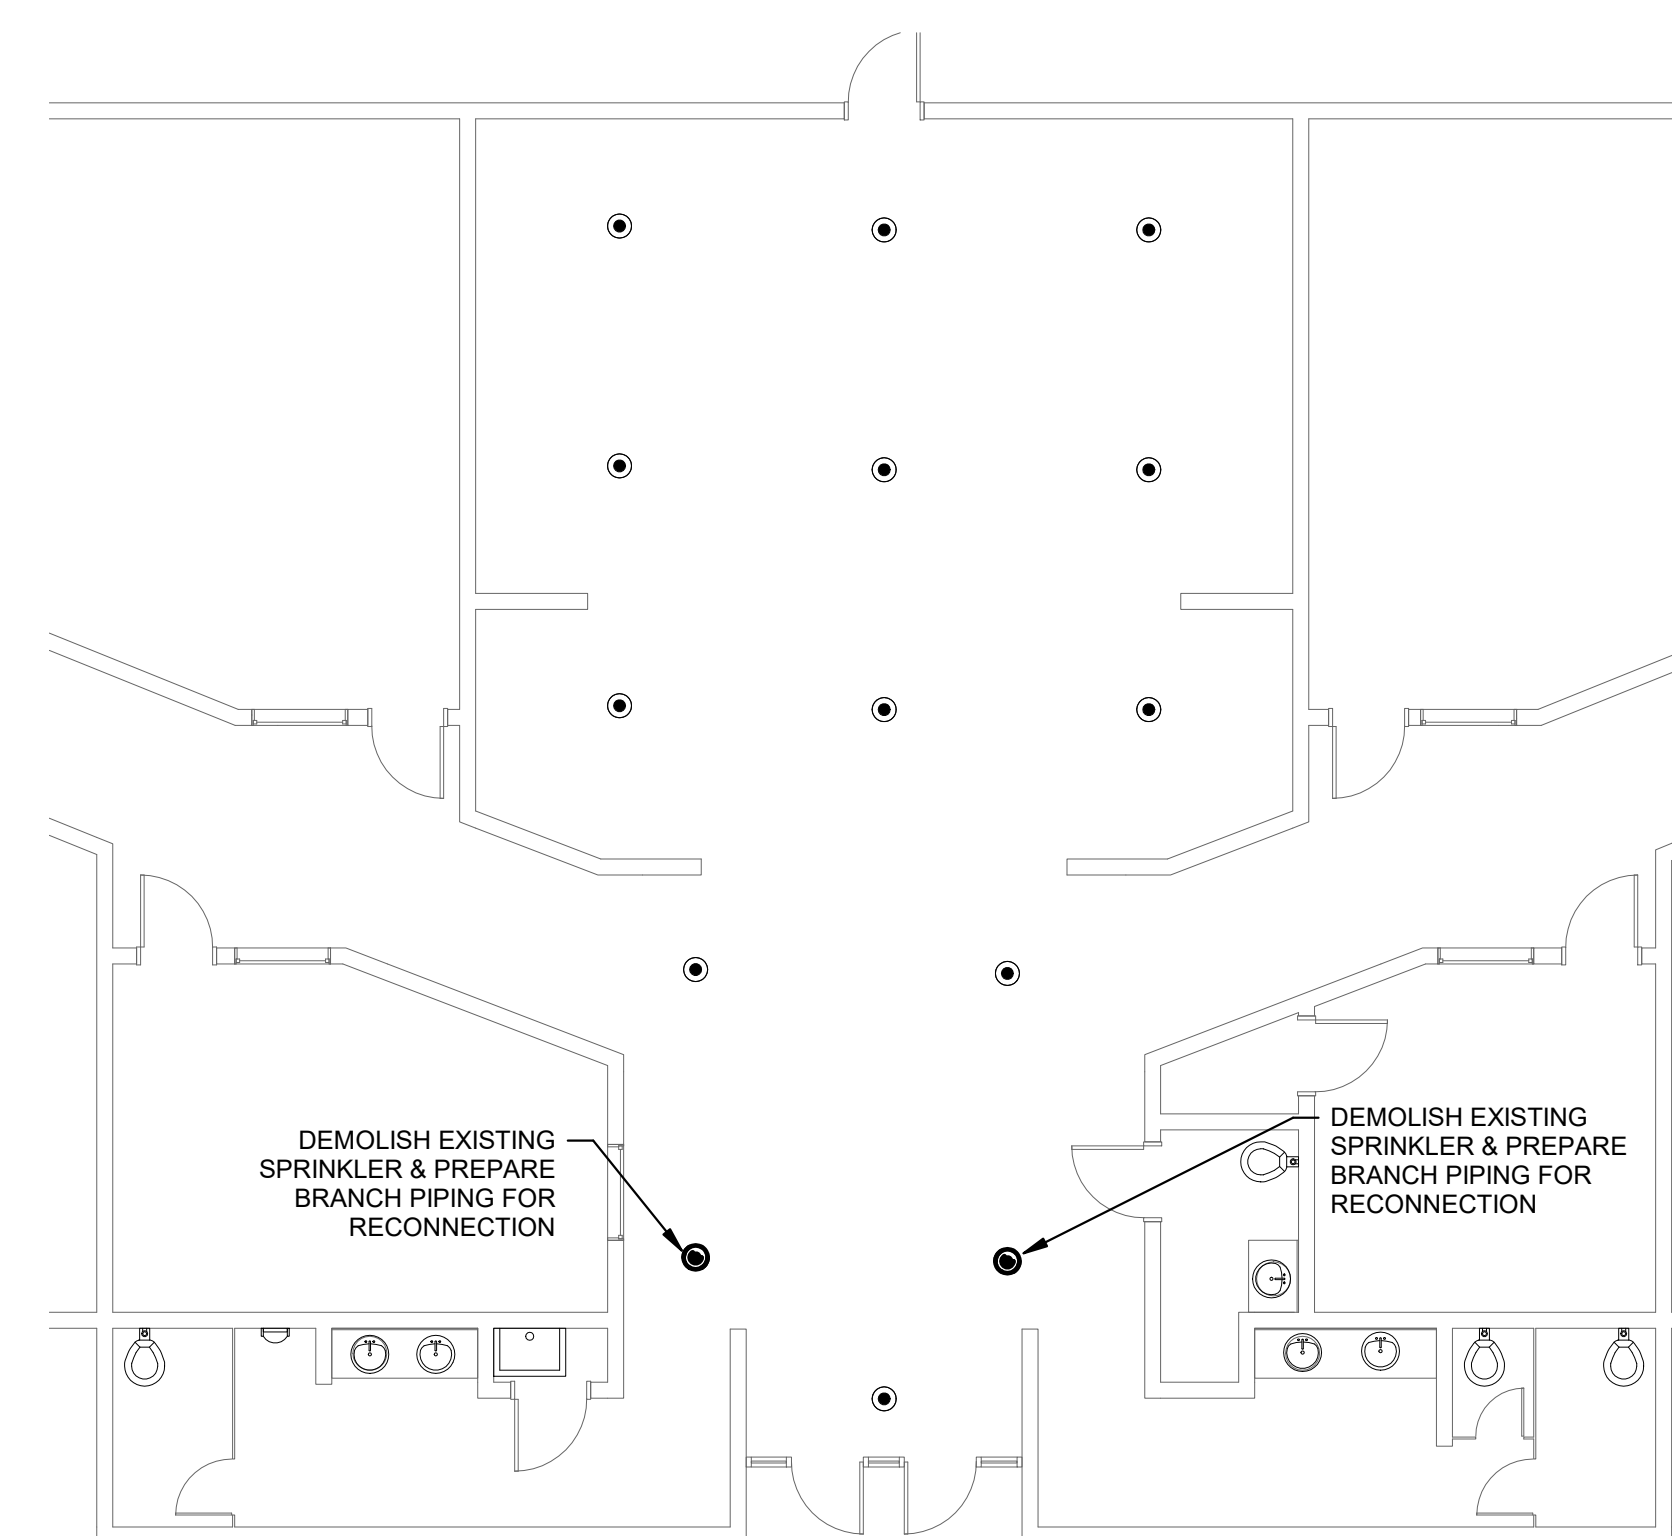 DEMOLISH EXISTING
SPRINKLER & PREPARE
BRANCH PIPING FOR
RECONNECTION
DEMOLISH EXISTING
SPRINKLER & PREPARE
BRANCH PIPING FOR
RECONNECTION